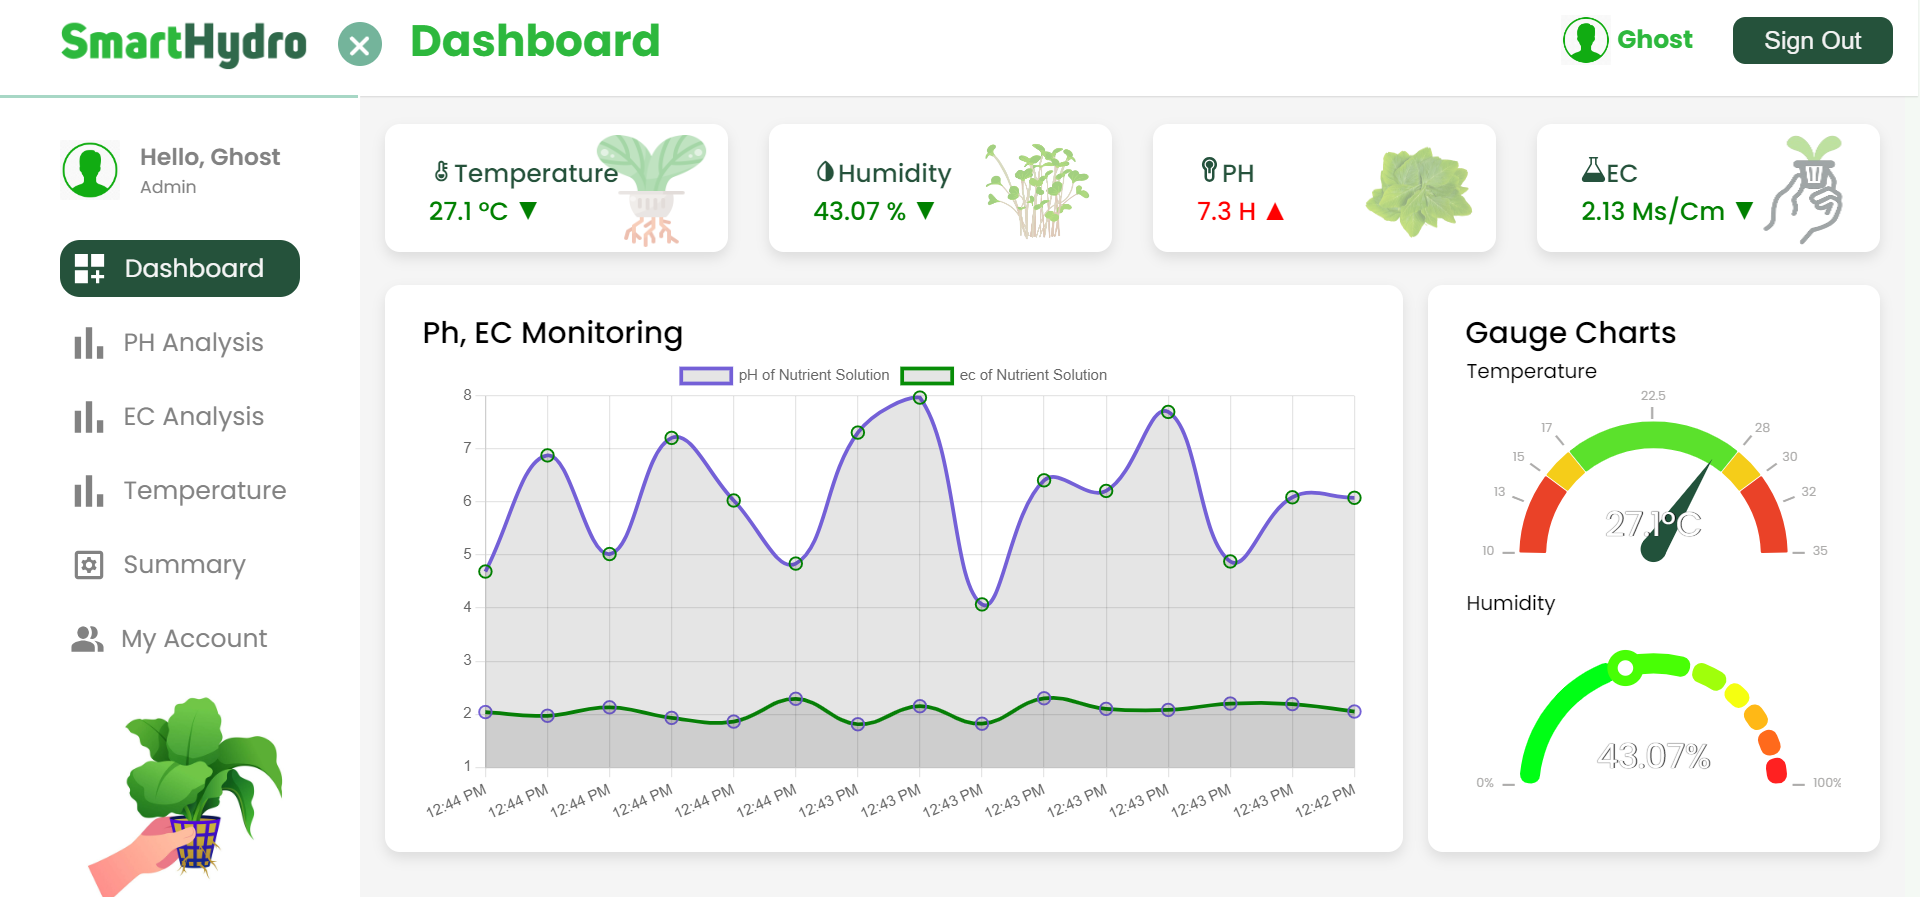 SmartHydro
Dashboard
Ghost
Sign Out
Hello, Ghost
Admin
Dashboard
PH Analysis
EC Analysis
Temperature
Summary
My Account
Temperature
27.1 °C ▼
Humidity
43.07 % ▼
PH
7.3 H ▲
EC
2.13 Ms/Cm ▼
Ph, EC Monitoring
pH of Nutrient Solution
ec of Nutrient Solution
8
7
6
5
4
3
2
1
12:44 PM
12:44 PM
12:44 PM
12:44 PM
12:44 PM
12:44 PM
12:43 PM
12:43 PM
12:43 PM
12:43 PM
12:43 PM
12:43 PM
12:43 PM
12:43 PM
12:42 PM
Gauge Charts
Temperature
22.5
17
28
15
30
13
32
27.1°C
10
35
Humidity
43.07%
0%
100%